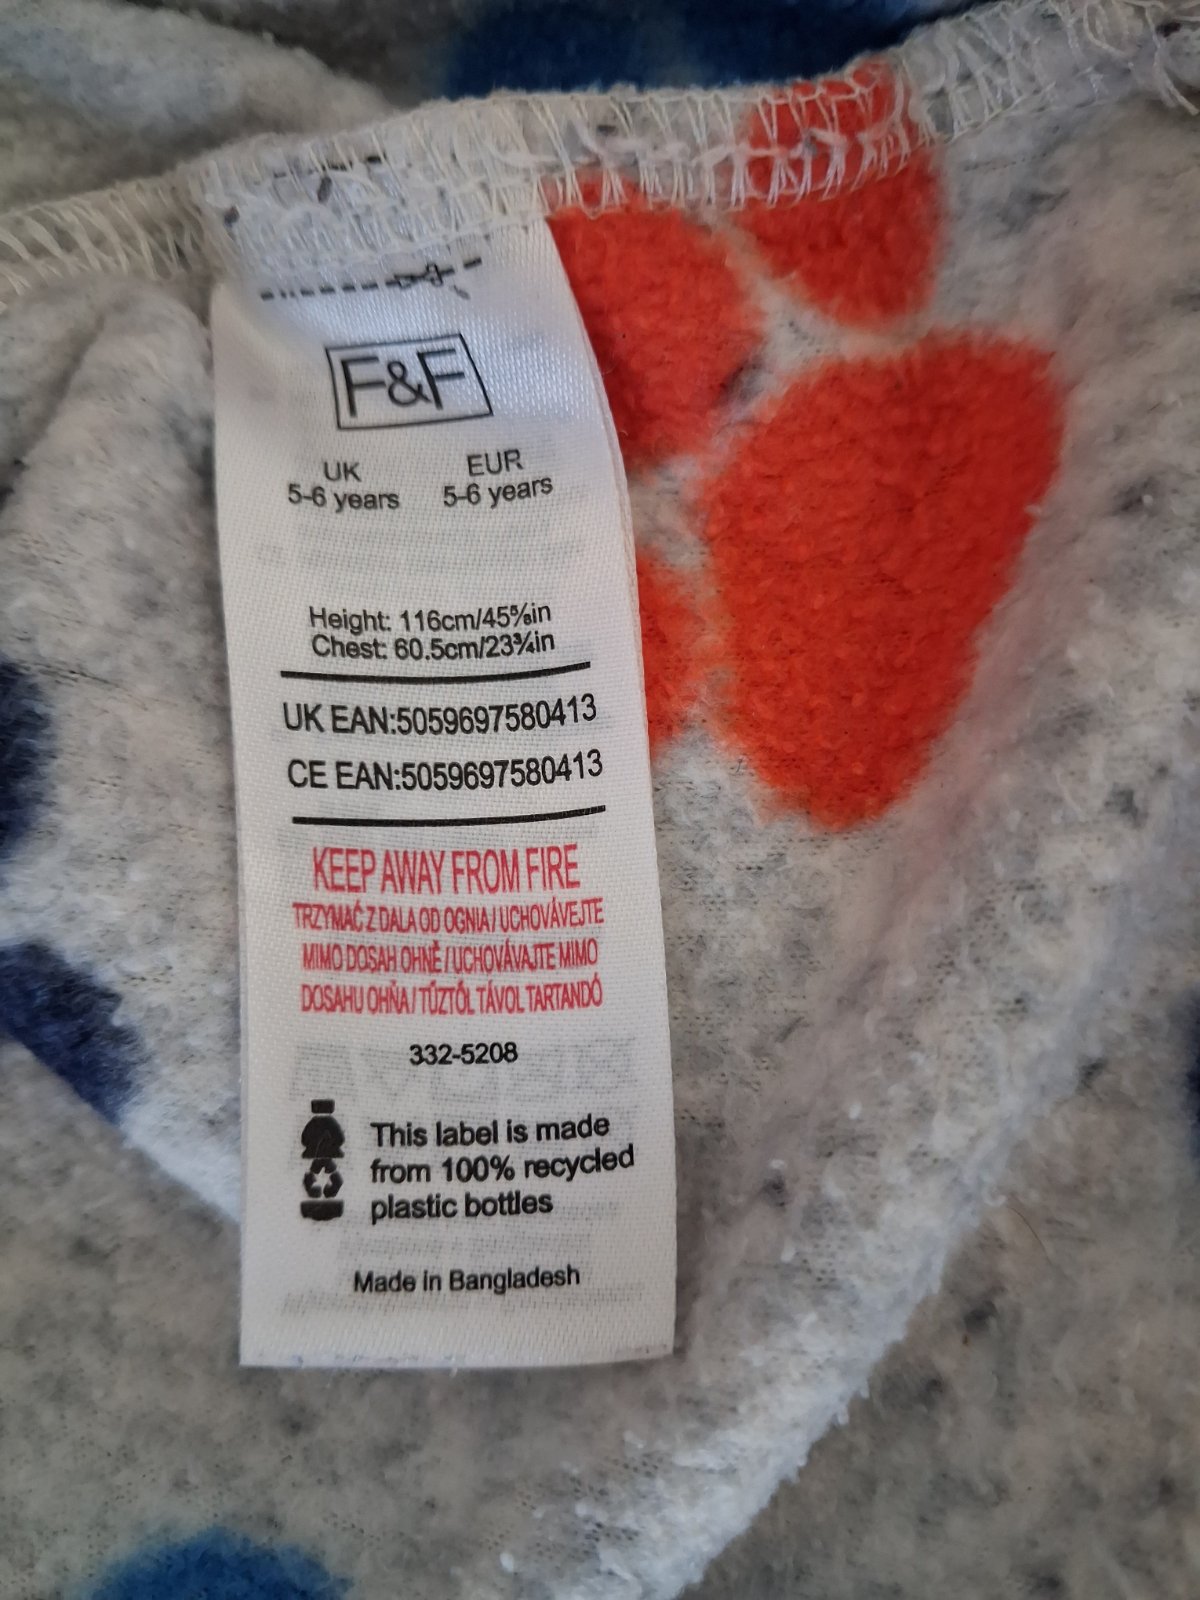 F&F
UK EUR
5-6 years 5-6 years
Height: 116cm/45⅝in
Chest: 60.5cm/23¾in
UK EAN:5059697580413
CE EAN:5059697580413
KEEP AWAY FROM FIRE
TRZYMAĆ Z DALA OD OGNIA / UCHOVÁVEJTE
MIMO DOSAH OHNĚ / UCHOVÁVAJTE MIMO
DOSAHU OHŇA / TŰZTŐL TÁVOL TARTANDÓ
332-5208
This label is made
from 100% recycled
plastic bottles
Made in Bangladesh